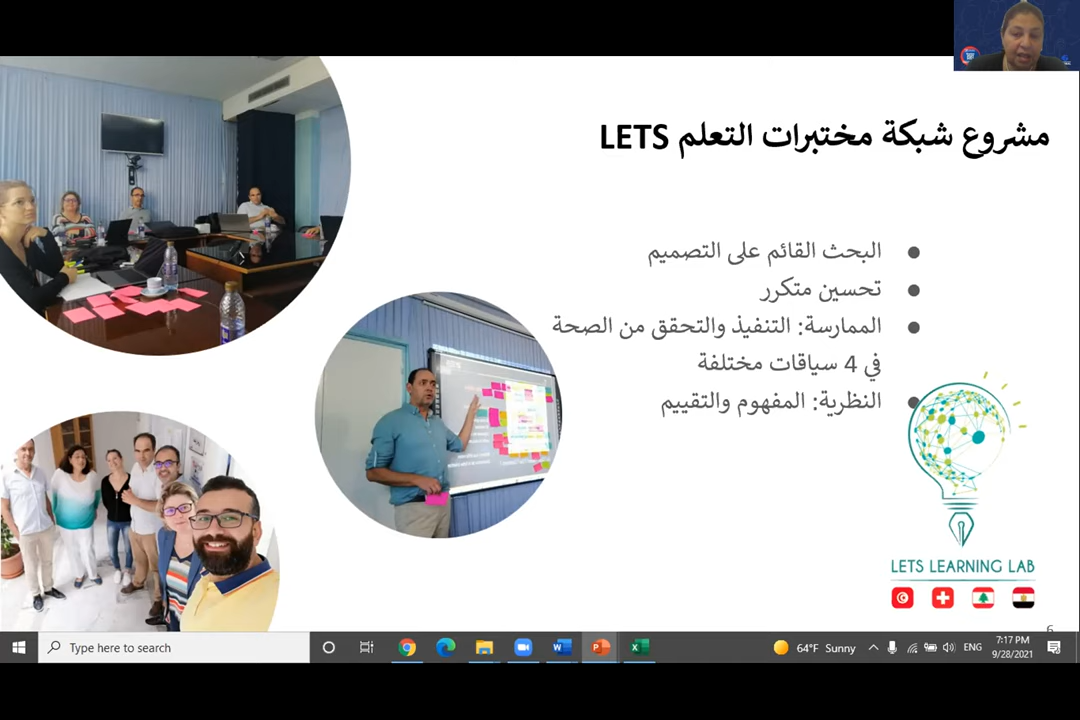 مشروع شبكة مختبرات التعلم LETS
البحث القائم على التصميم
تحسين متكرر
الممارسة: التنفيذ والتحقق من الصحة
في 4 سياقات مختلفة
النظرية: المفهوم والتقييم
LETS LEARNING LAB
6
Type here to search
64°F Sunny
ENG
7:17 PM
9/28/2021